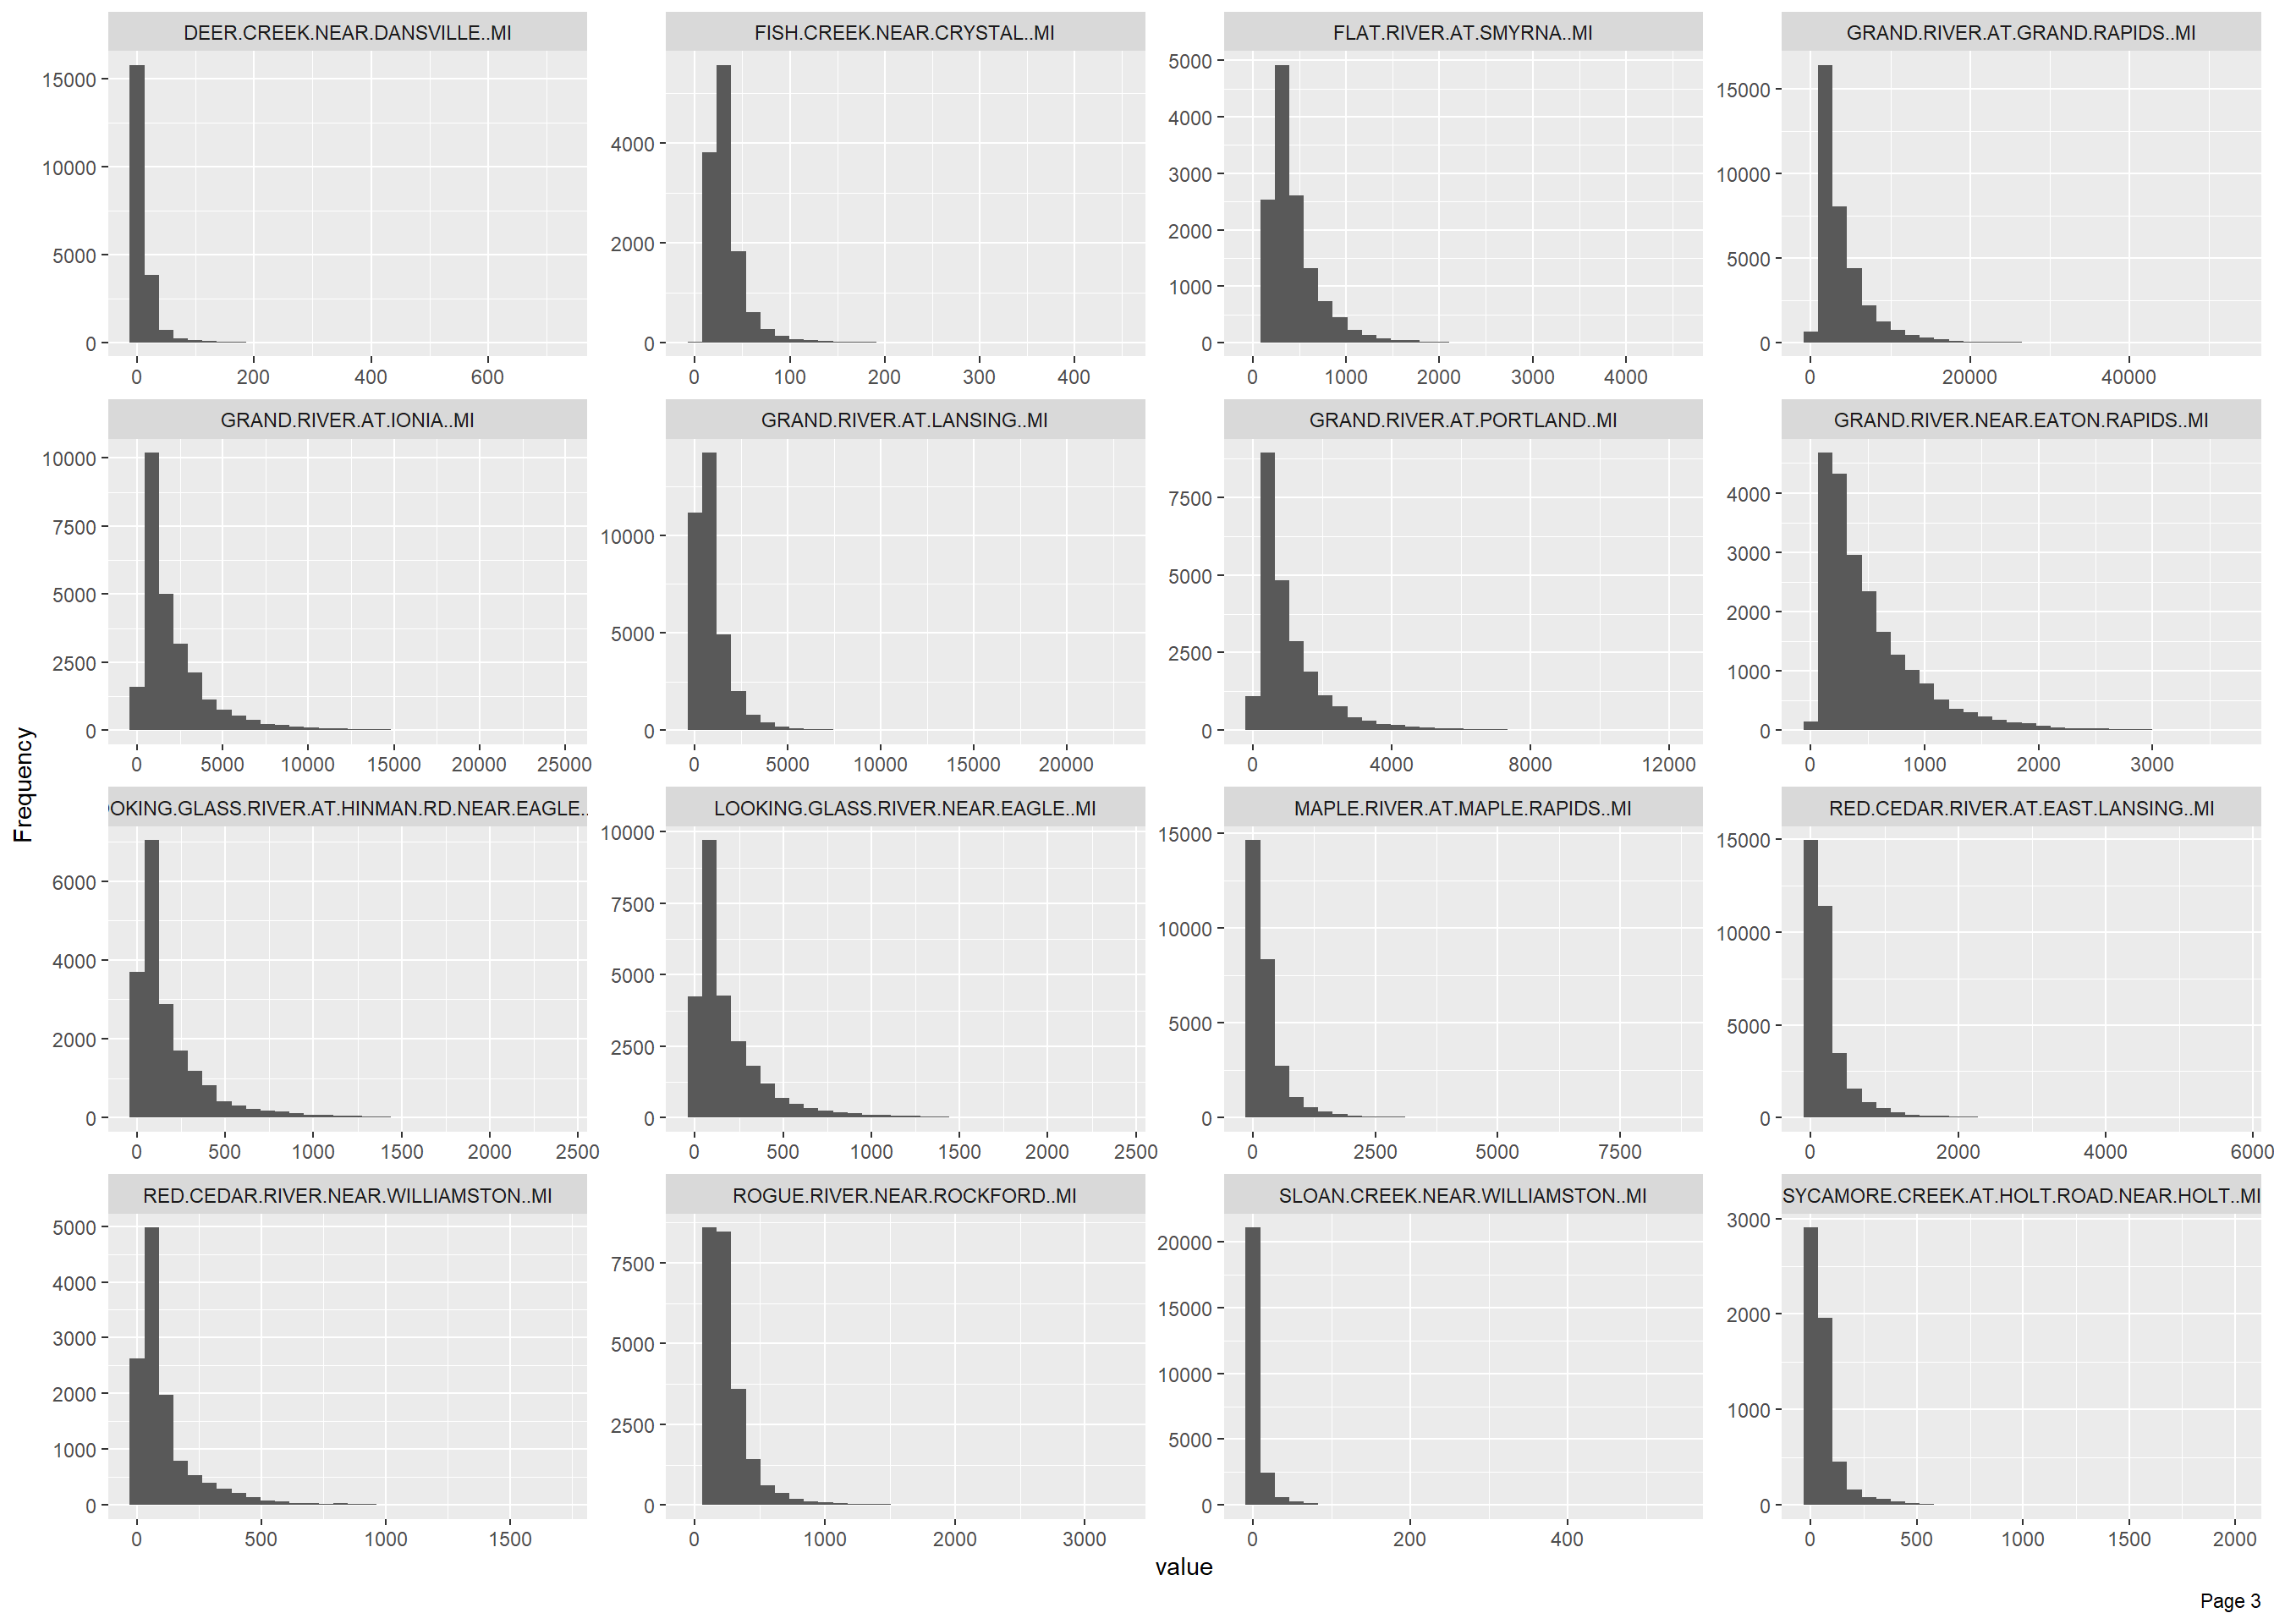 DEER.CREEK.NEAR.DANSVILLE..MI
FISH.CREEK.NEAR.CRYSTAL..MI
FLAT.RIVER.AT.SMYRNA..MI
GRAND.RIVER.AT.GRAND.RAPIDS..MI
15000
10000
5000
0
0 200 400 600
4000
2000
0
0 100 200 300 400
5000
4000
3000
2000
1000
0
0 1000 2000 3000 4000
15000
10000
5000
0
0 20000 40000
GRAND.RIVER.AT.IONIA..MI
GRAND.RIVER.AT.LANSING..MI
GRAND.RIVER.AT.PORTLAND..MI
GRAND.RIVER.NEAR.EATON.RAPIDS..MI
10000
7500
5000
2500
0
0 5000 10000 15000 20000 25000
10000
5000
0
0 5000 10000 15000 20000
7500
5000
2500
0
0 4000 8000 12000
4000
3000
2000
1000
0
0 1000 2000 3000
Frequency
OOKING.GLASS.RIVER.AT.HINMAN.RD.NEAR.EAGLE..
LOOKING.GLASS.RIVER.NEAR.EAGLE..MI
MAPLE.RIVER.AT.MAPLE.RAPIDS..MI
RED.CEDAR.RIVER.AT.EAST.LANSING..MI
6000
4000
2000
0
0 500 1000 1500 2000 2500
10000
7500
5000
2500
0
0 500 1000 1500 2000 2500
15000
10000
5000
0
0 2500 5000 7500
15000
10000
5000
0
0 2000 4000 6000
RED.CEDAR.RIVER.NEAR.WILLIAMSTON..MI
ROGUE.RIVER.NEAR.ROCKFORD..MI
SLOAN.CREEK.NEAR.WILLIAMSTON..MI
SYCAMORE.CREEK.AT.HOLT.ROAD.NEAR.HOLT..MI
5000
4000
3000
2000
1000
0
0 500 1000 1500
7500
5000
2500
0
0 1000 2000 3000
20000
15000
10000
5000
0
0 200 400
3000
2000
1000
0
0 500 1000 1500 2000
value
Page 3